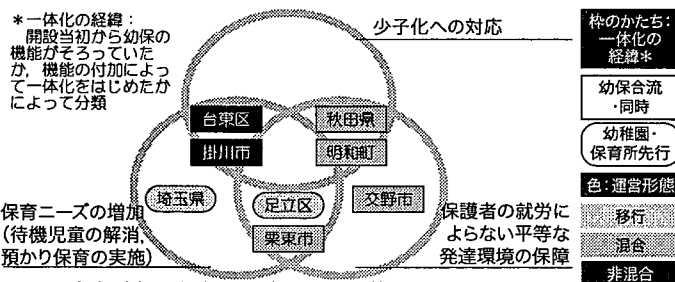 *一体化の経緯:
開設当初から幼保の
機能がそろっていた
か，機能の付加によっ
て一体化をはじめたか
によって分類
少子化への対応
台東区
秋田県
掛川市
明和町
埼玉県
足立区
交野市
栗東市
保育ニーズの増加
(待機児童の解消,
預かり保育の実施)
保護者の就労に
よらない平等な
発達環境の保障
枠のかたち:
一体化の
経緯*
幼保合流
・同時
幼稚園・
保育所先行
色:運営形態
移行
混合
非混合